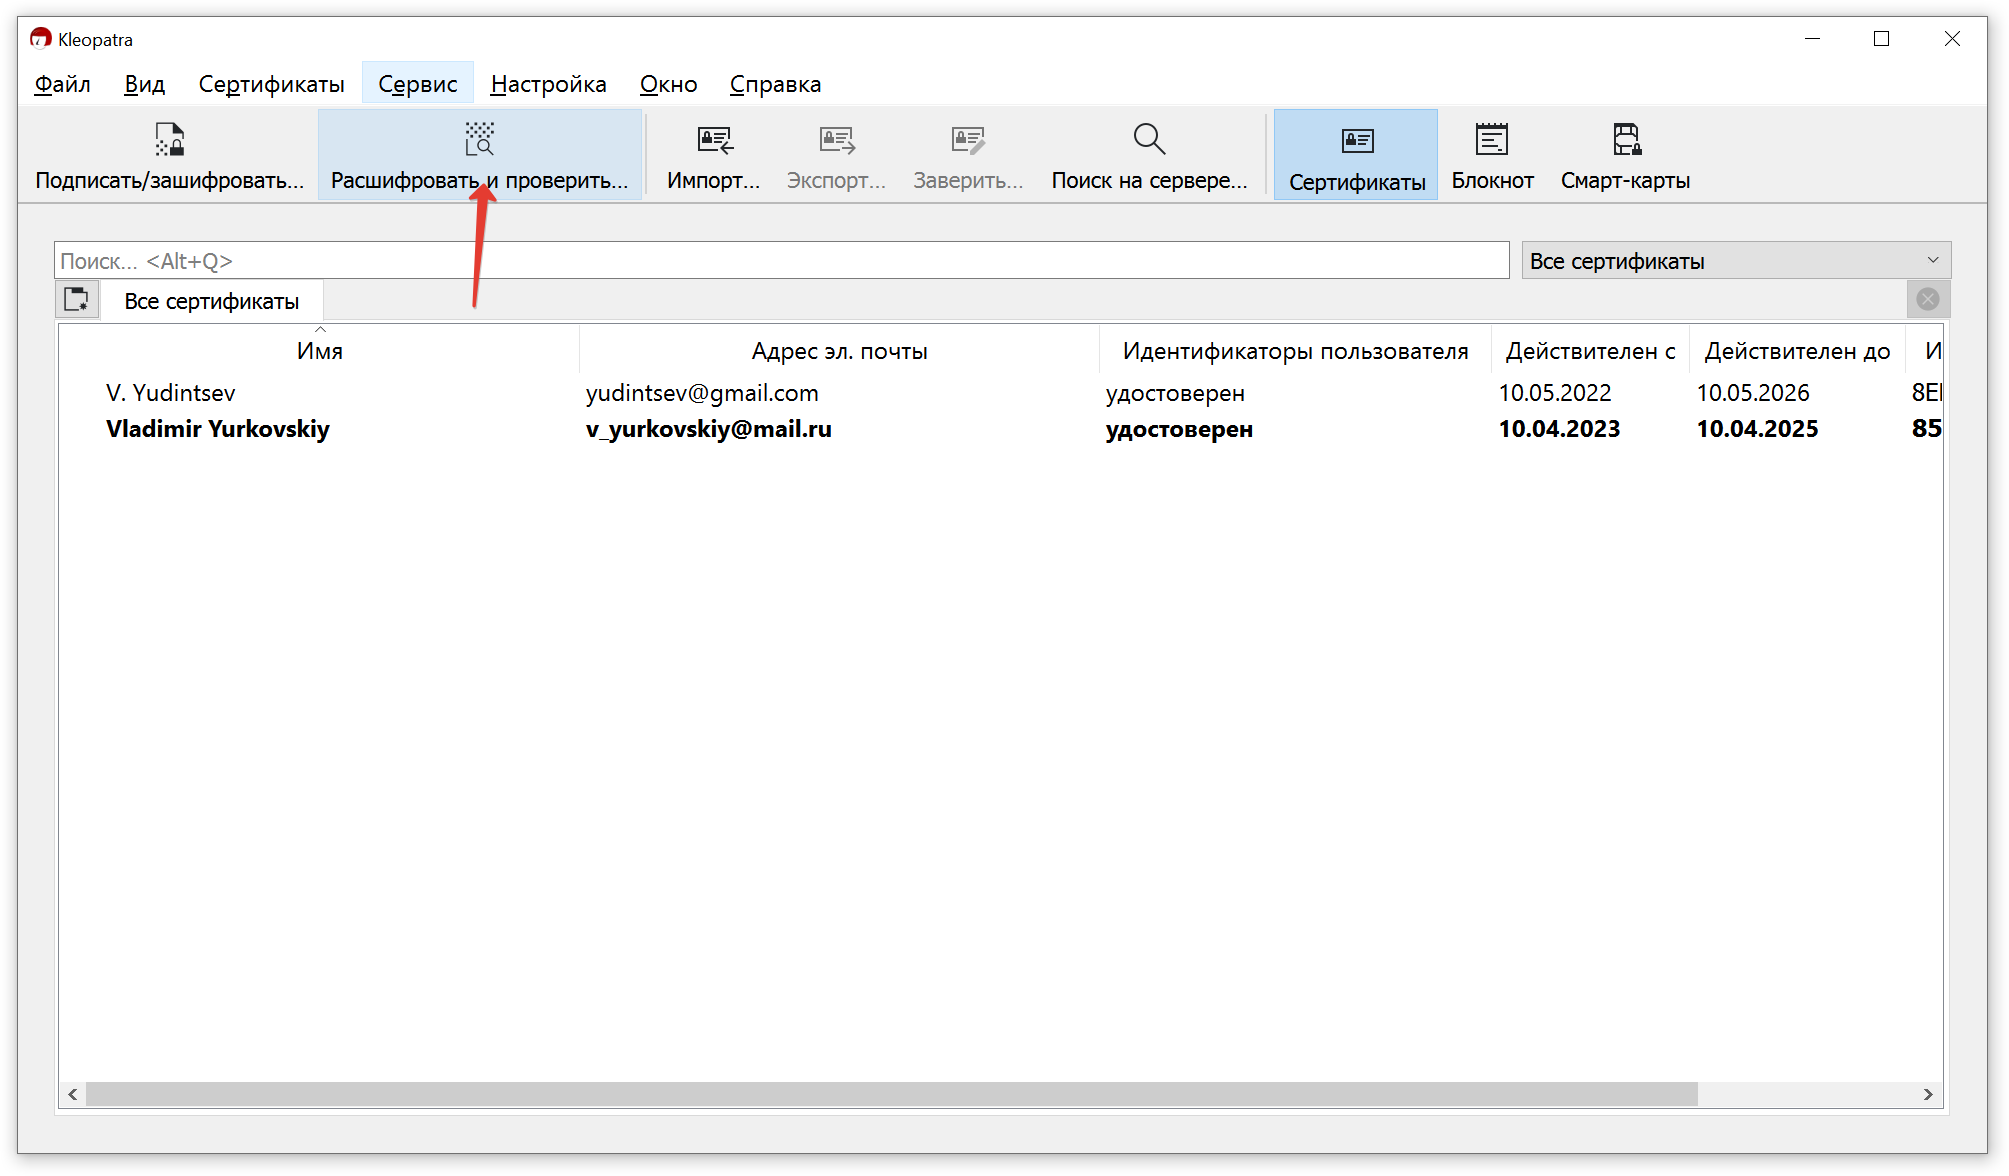 Kleopatra
Файл Вид Сертификаты Сервис Настройка Окно Справка
Подписать/зашифровать... Расшифровать и проверить... Импорт... Экспорт... Заверить... Поиск на сервере... Сертификаты Блокнот Смарт-карты
Поиск... <Alt+Q> Все сертификаты
Все сертификаты
Имя Адрес эл. почты Идентификаторы пользователя Действителен с Действителен до И
V. Yudintsev yudintsev@gmail.com удостоверен 10.05.2022 10.05.2026 8E
Vladimir Yurkovskiy v_yurkovskiy@mail.ru удостоверен 10.04.2023 10.04.2025 85